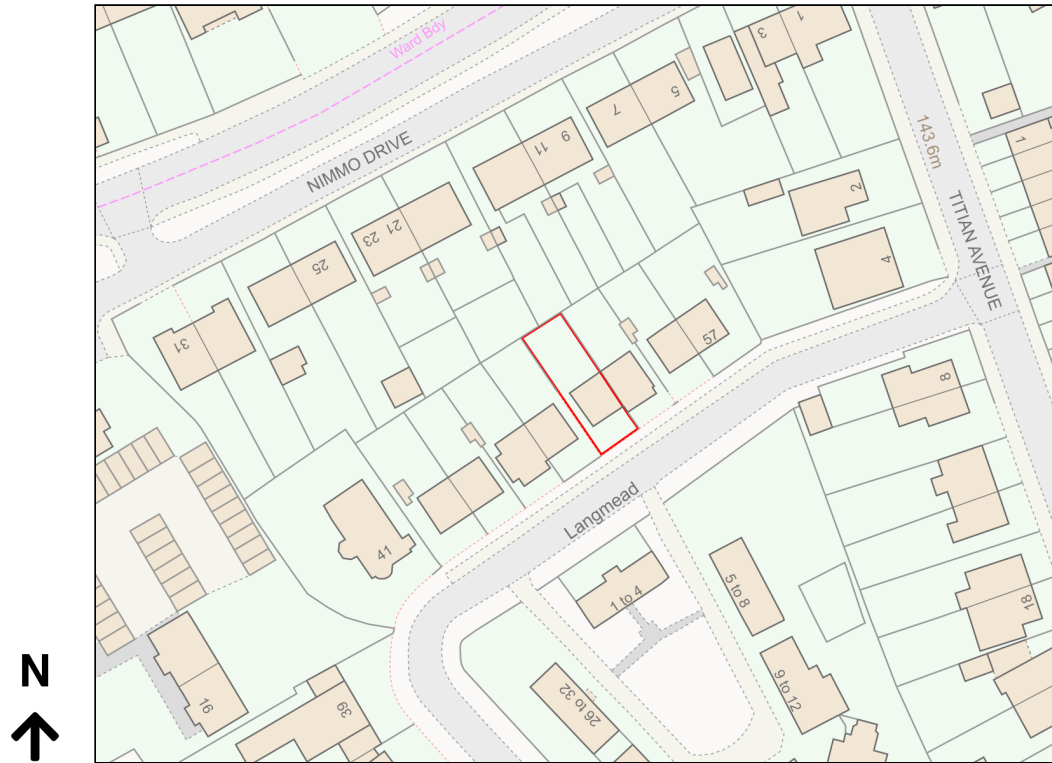 Ward Bdy
1
3
5
7
NIMMO DRIVE
9
11
143.6m
1
2
21
23
TITIAN AVENUE
25
4
31
57
8
Langmead
41
5 to 8
1 to 4
18
N
16
39
26 to 32
9 to 12